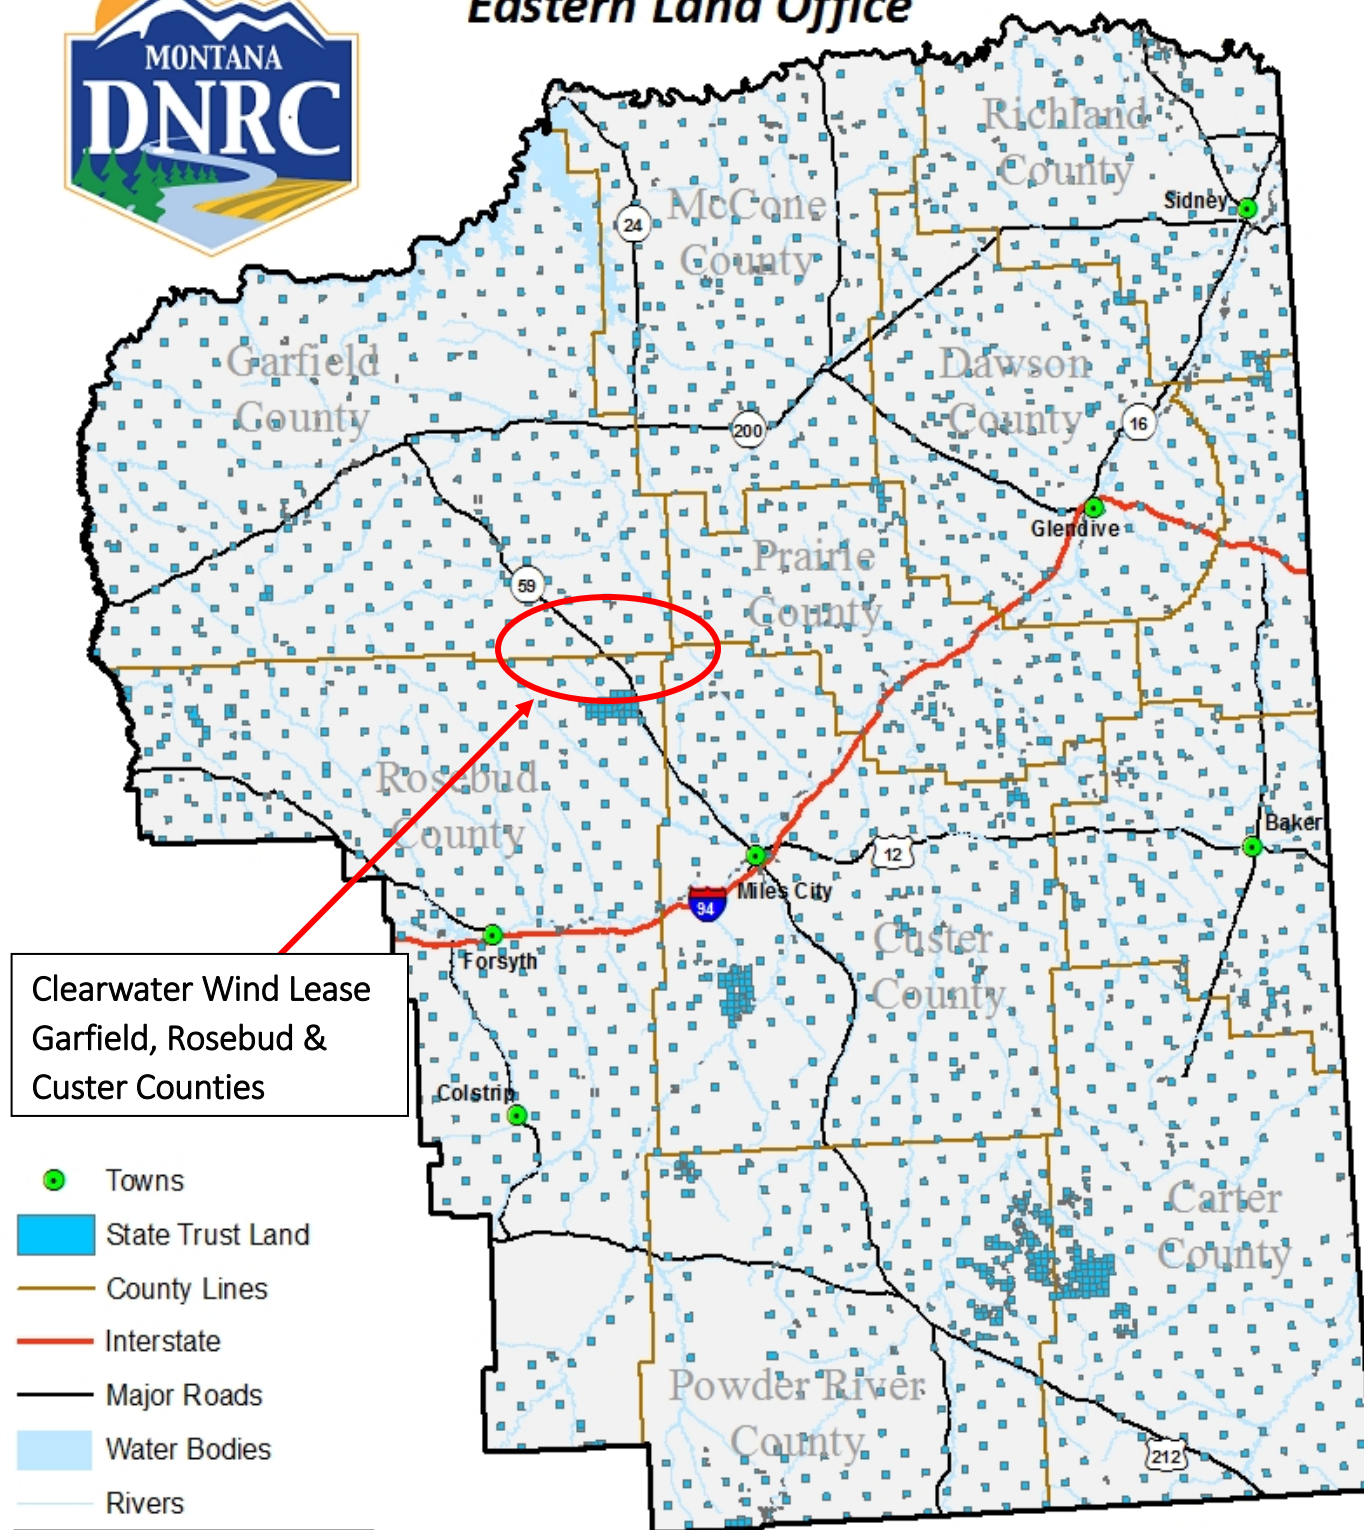 Eastern Land Office
MONTANA
DNRC
Richland
County
Sidney
McCone
County
24
Garfield
County
Dawson
County
200
16
Glendive
Prairie
County
59
Rosebud
County
Baker
12
Miles City
94
Custer
County
Forsyth
Clearwater Wind Lease
Garfield, Rosebud &
Custer Counties
Colstrip
Carter
County
Powder River
County
212
Towns
State Trust Land
County Lines
Interstate
Major Roads
Water Bodies
Rivers